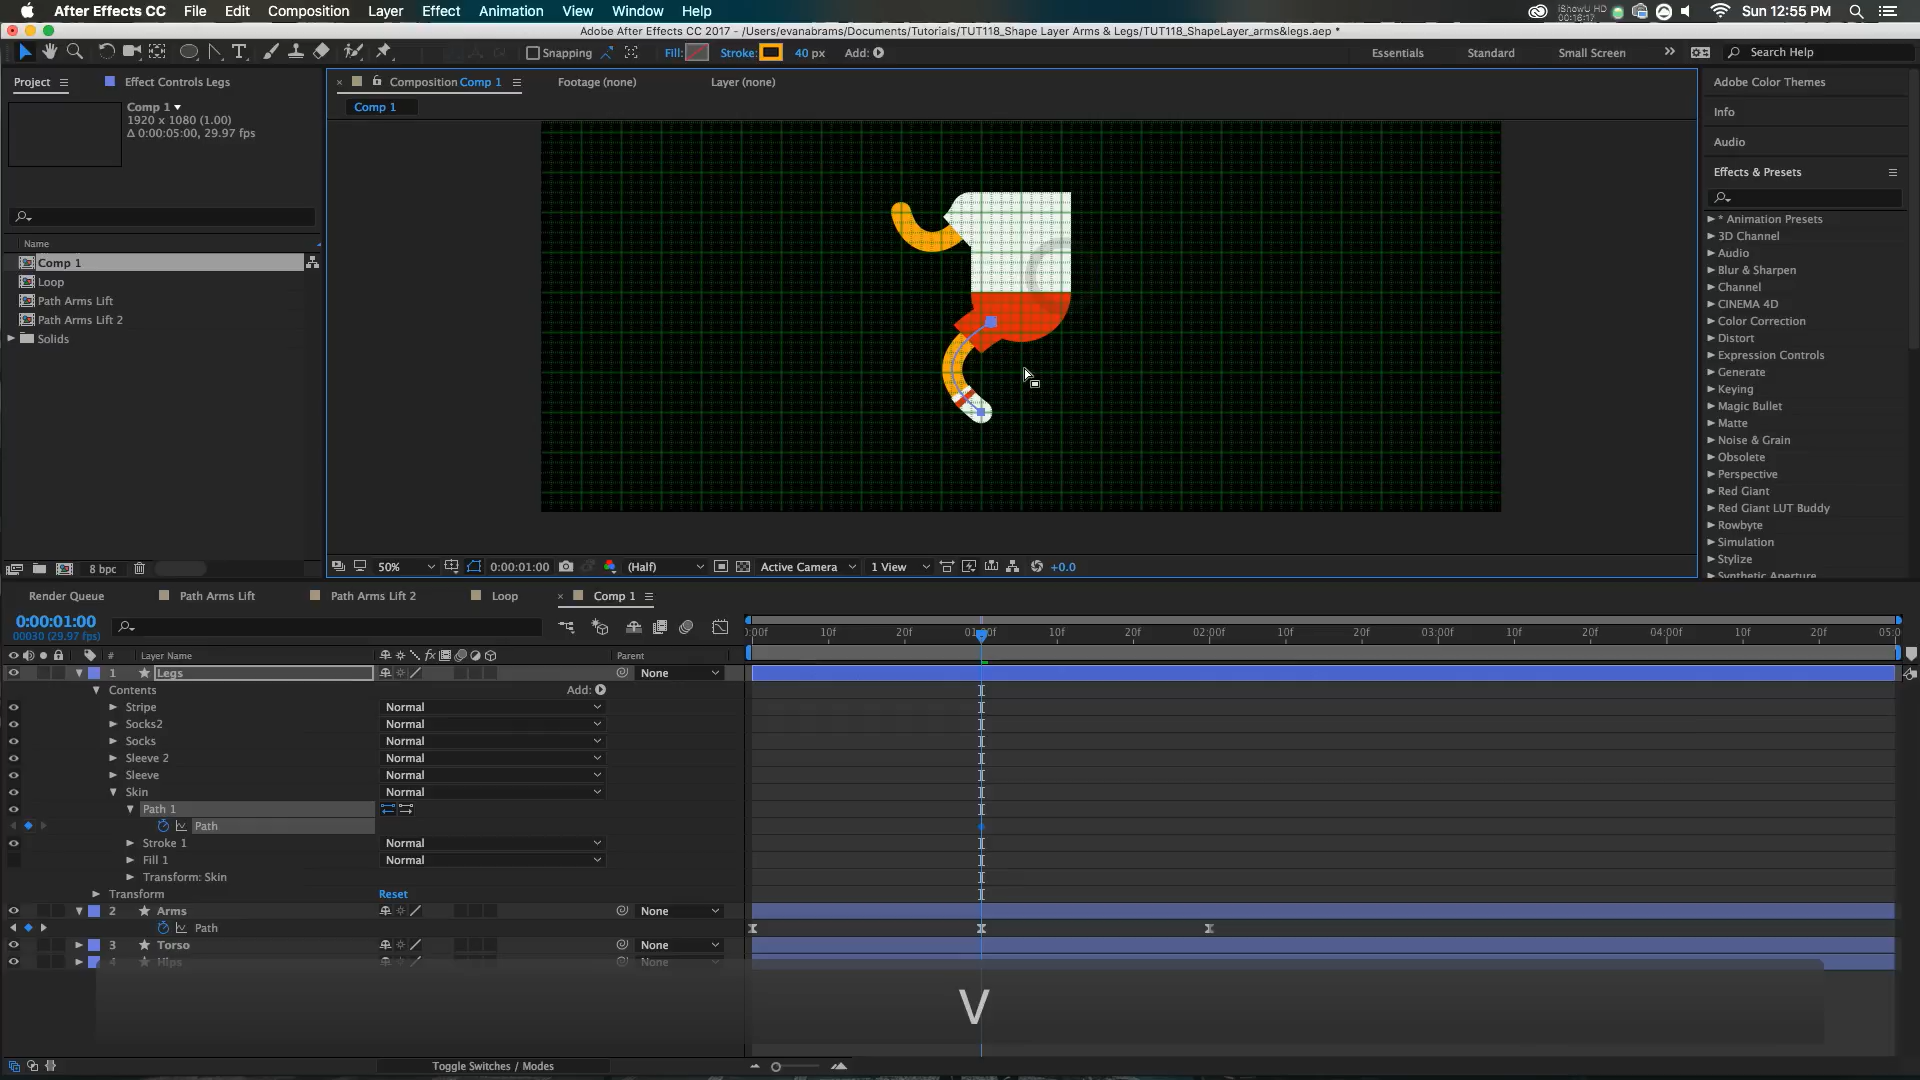 After Effects CC File Edit Composition Layer Effect Animation View Window Help iShowU HD 00:16:17 Sun 12:55 PM
Adobe After Effects CC 2017 - /Users/evanabrams/Documents/Tutorials/TUT118_Shape Layer Arms & Legs/TUT118_ShapeLayer_arms&legs.aep *
Snapping Fill: Stroke: 40 px Add: Essentials Standard Small Screen Search Help
Project Effect Controls Legs Composition Comp 1 Footage (none) Layer (none) Adobe Color Themes
Comp 1
1920 x 1080 (1.00)
Δ 0:00:05:00, 29.97 fps
Comp 1
Info
Audio
Effects & Presets
Name
Comp 1
Loop
Path Arms Lift
Path Arms Lift 2
Solids
* Animation Presets
3D Channel
Audio
Blur & Sharpen
Channel
CINEMA 4D
Color Correction
Distort
Expression Controls
Generate
Keying
Magic Bullet
Matte
Noise & Grain
Obsolete
Perspective
Red Giant
Red Giant LUT Buddy
Rowbyte
Simulation
Stylize
Synthetic Aperture
8 bpc 50% 0:00:01:00 (Half) Active Camera 1 View +0.0
Render Queue Path Arms Lift Path Arms Lift 2 Loop Comp 1
0:00:01:00
00030 (29.97 fps)
:00f 10f 20f 01:00f 10f 20f 02:00f 10f 20f 03:00f 10f 20f 04:00f 10f 20f 05:0
# Layer Name fx Parent
1 Legs None
Contents Add:
Stripe Normal
Socks2 Normal
Socks Normal
Sleeve 2 Normal
Sleeve Normal
Skin Normal
Path 1
Path
Stroke 1 Normal
Fill 1 Normal
Transform: Skin
Transform Reset
2 Arms None
Path
3 Torso None
4 Hips None
V
Toggle Switches / Modes